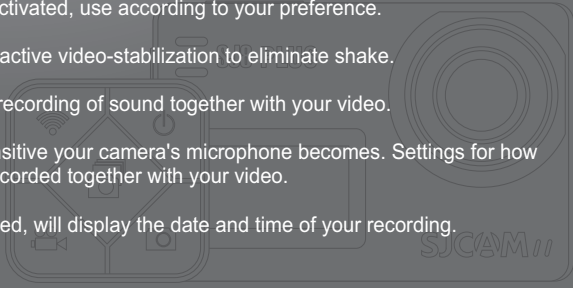 ctivated, use according to your preference.
active video-stabilization to eliminate shake.
SJ8 PLUS
recording of sound together with your video.
sitive your camera's microphone becomes. Settings for how
corded together with your video.
ed, will display the date and time of your recording.
SJCAM